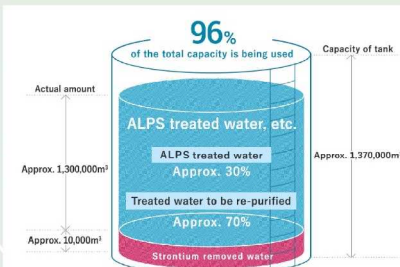 96%
of the total capacity is being used
Capacity of tank
Actual amount
ALPS treated water, etc.
ALPS treated water
Approx. 30%
Approx. 1,300,000m³
Approx. 1,370,000m³
Treated water to be re-purified
Approx. 70%
Approx. 10,000m³
Strontium removed water